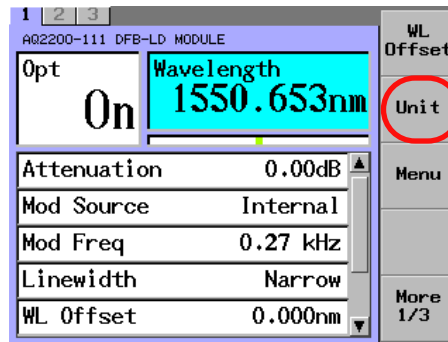 1 2 3
AQ2200-111 DFB-LD MODULE
Opt
On
Wavelength
1550.653nm
Attenuation 0.00dB
Mod Source Internal
Mod Freq 0.27 kHz
Linewidth Narrow
WL Offset 0.000nm
WL
Offset
Unit
Menu
More
1/3